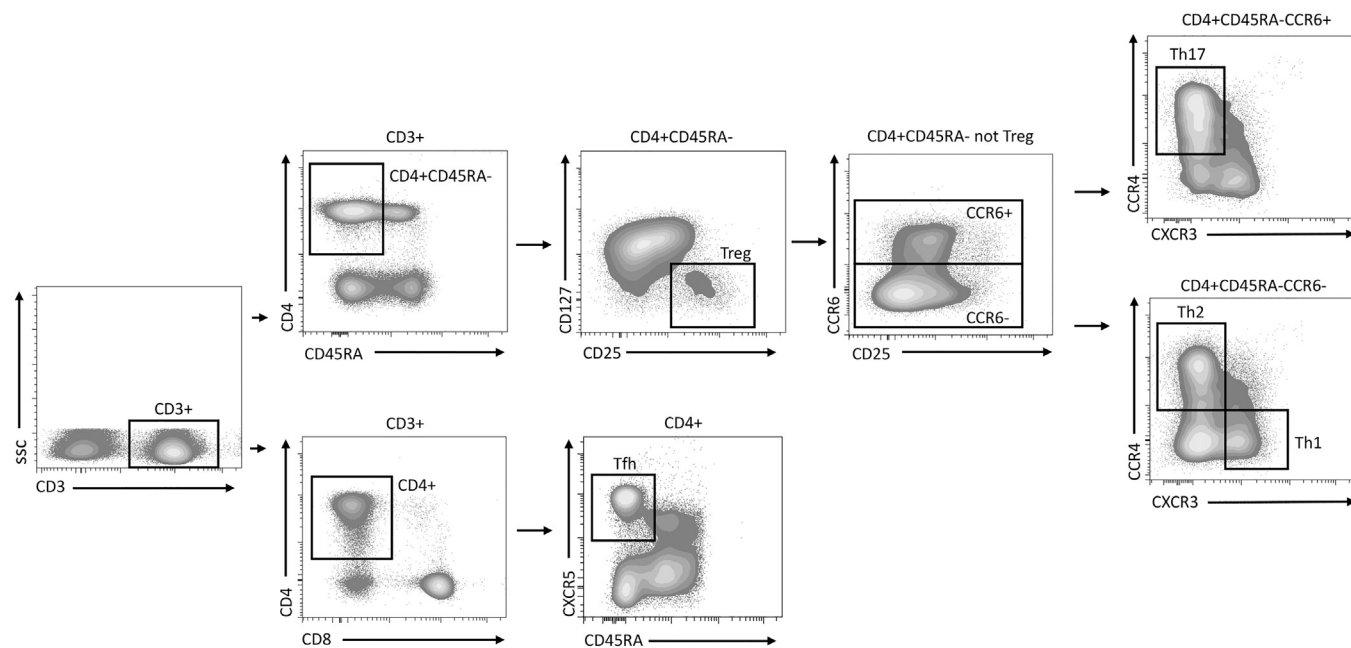 SSC
CD3+
CD3
CD3+
CD4+CD45RA-
CD4
CD45RA
CD4+CD45RA-
Treg
CD127
CD25
CD4+CD45RA- not Treg
CCR6+
CCR6-
CCR6
CD25
CD4+CD45RA-CCR6+
Th17
CCR4
CXCR3
CD4+CD45RA-CCR6-
Th2
Th1
CCR4
CXCR3
CD3+
CD4+
CD4
CD8
CD4+
Tfh
CXCR5
CD45RA